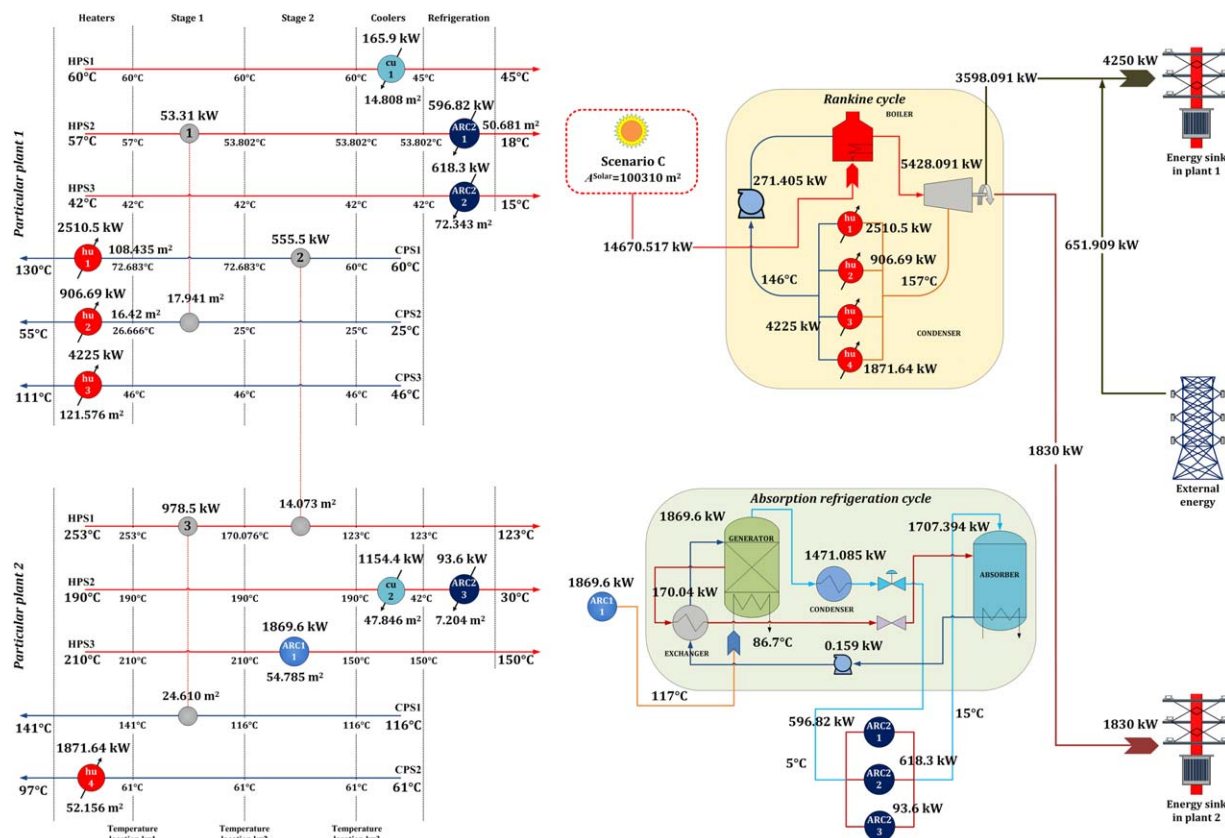 Heaters
Stage 1
Stage 2
Coolers
Refrigeration
Particular plant 1
165.9 kW
HPS1
cu
1
60°C
60°C
60°C
60°C
45°C
45°C
14.808 m²
596.82 kW
53.31 kW
50.681 m²
HPS2
1
ARC2
1
57°C
57°C
53.802°C
53.802°C
53.802°C
18°C
618.3 kW
HPS3
ARC2
2
42°C
42°C
42°C
42°C
42°C
15°C
72.343 m²
2510.5 kW
555.5 kW
108.435 m²
CPS1
hu
1
2
130°C
72.683°C
72.683°C
60°C
60°C
906.69 kW
17.941 m²
16.42 m²
CPS2
hu
2
55°C
26.666°C
25°C
25°C
25°C
4225 kW
CPS3
hu
3
111°C
46°C
46°C
46°C
46°C
121.576 m²
Particular plant 2
978.5 kW
14.073 m²
HPS1
3
253°C
253°C
170.076°C
123°C
123°C
123°C
1154.4 kW
93.6 kW
HPS2
cu
2
ARC2
3
190°C
190°C
190°C
190°C
42°C
30°C
47.846 m²
7.204 m²
1869.6 kW
HPS3
ARC1
1
210°C
210°C
210°C
150°C
150°C
150°C
54.785 m²
24.610 m²
CPS1
141°C
141°C
116°C
116°C
116°C
1871.64 kW
CPS2
hu
4
97°C
61°C
61°C
61°C
61°C
52.156 m²
Temperature
Temperature
Temperature
Scenario C
A^Solar=100310 m²
14670.517 kW
Rankine cycle
BOILER
5428.091 kW
271.405 kW
hu
1
2510.5 kW
906.69 kW
hu
2
146°C
157°C
4225 kW
hu
3
CONDENSER
hu
4
1871.64 kW
3598.091 kW
4250 kW
Energy sink
in plant 1
651.909 kW
External
energy
1830 kW
Absorption refrigeration cycle
1869.6 kW
GENERATOR
1707.394 kW
1471.085 kW
ABSORBER
1869.6 kW
ARC1
1
170.04 kW
CONDENSER
EXCHANGER
86.7°C
0.159 kW
117°C
596.82 kW
15°C
ARC2
1
5°C
618.3 kW
ARC2
2
93.6 kW
ARC2
3
1830 kW
Energy sink
in plant 2